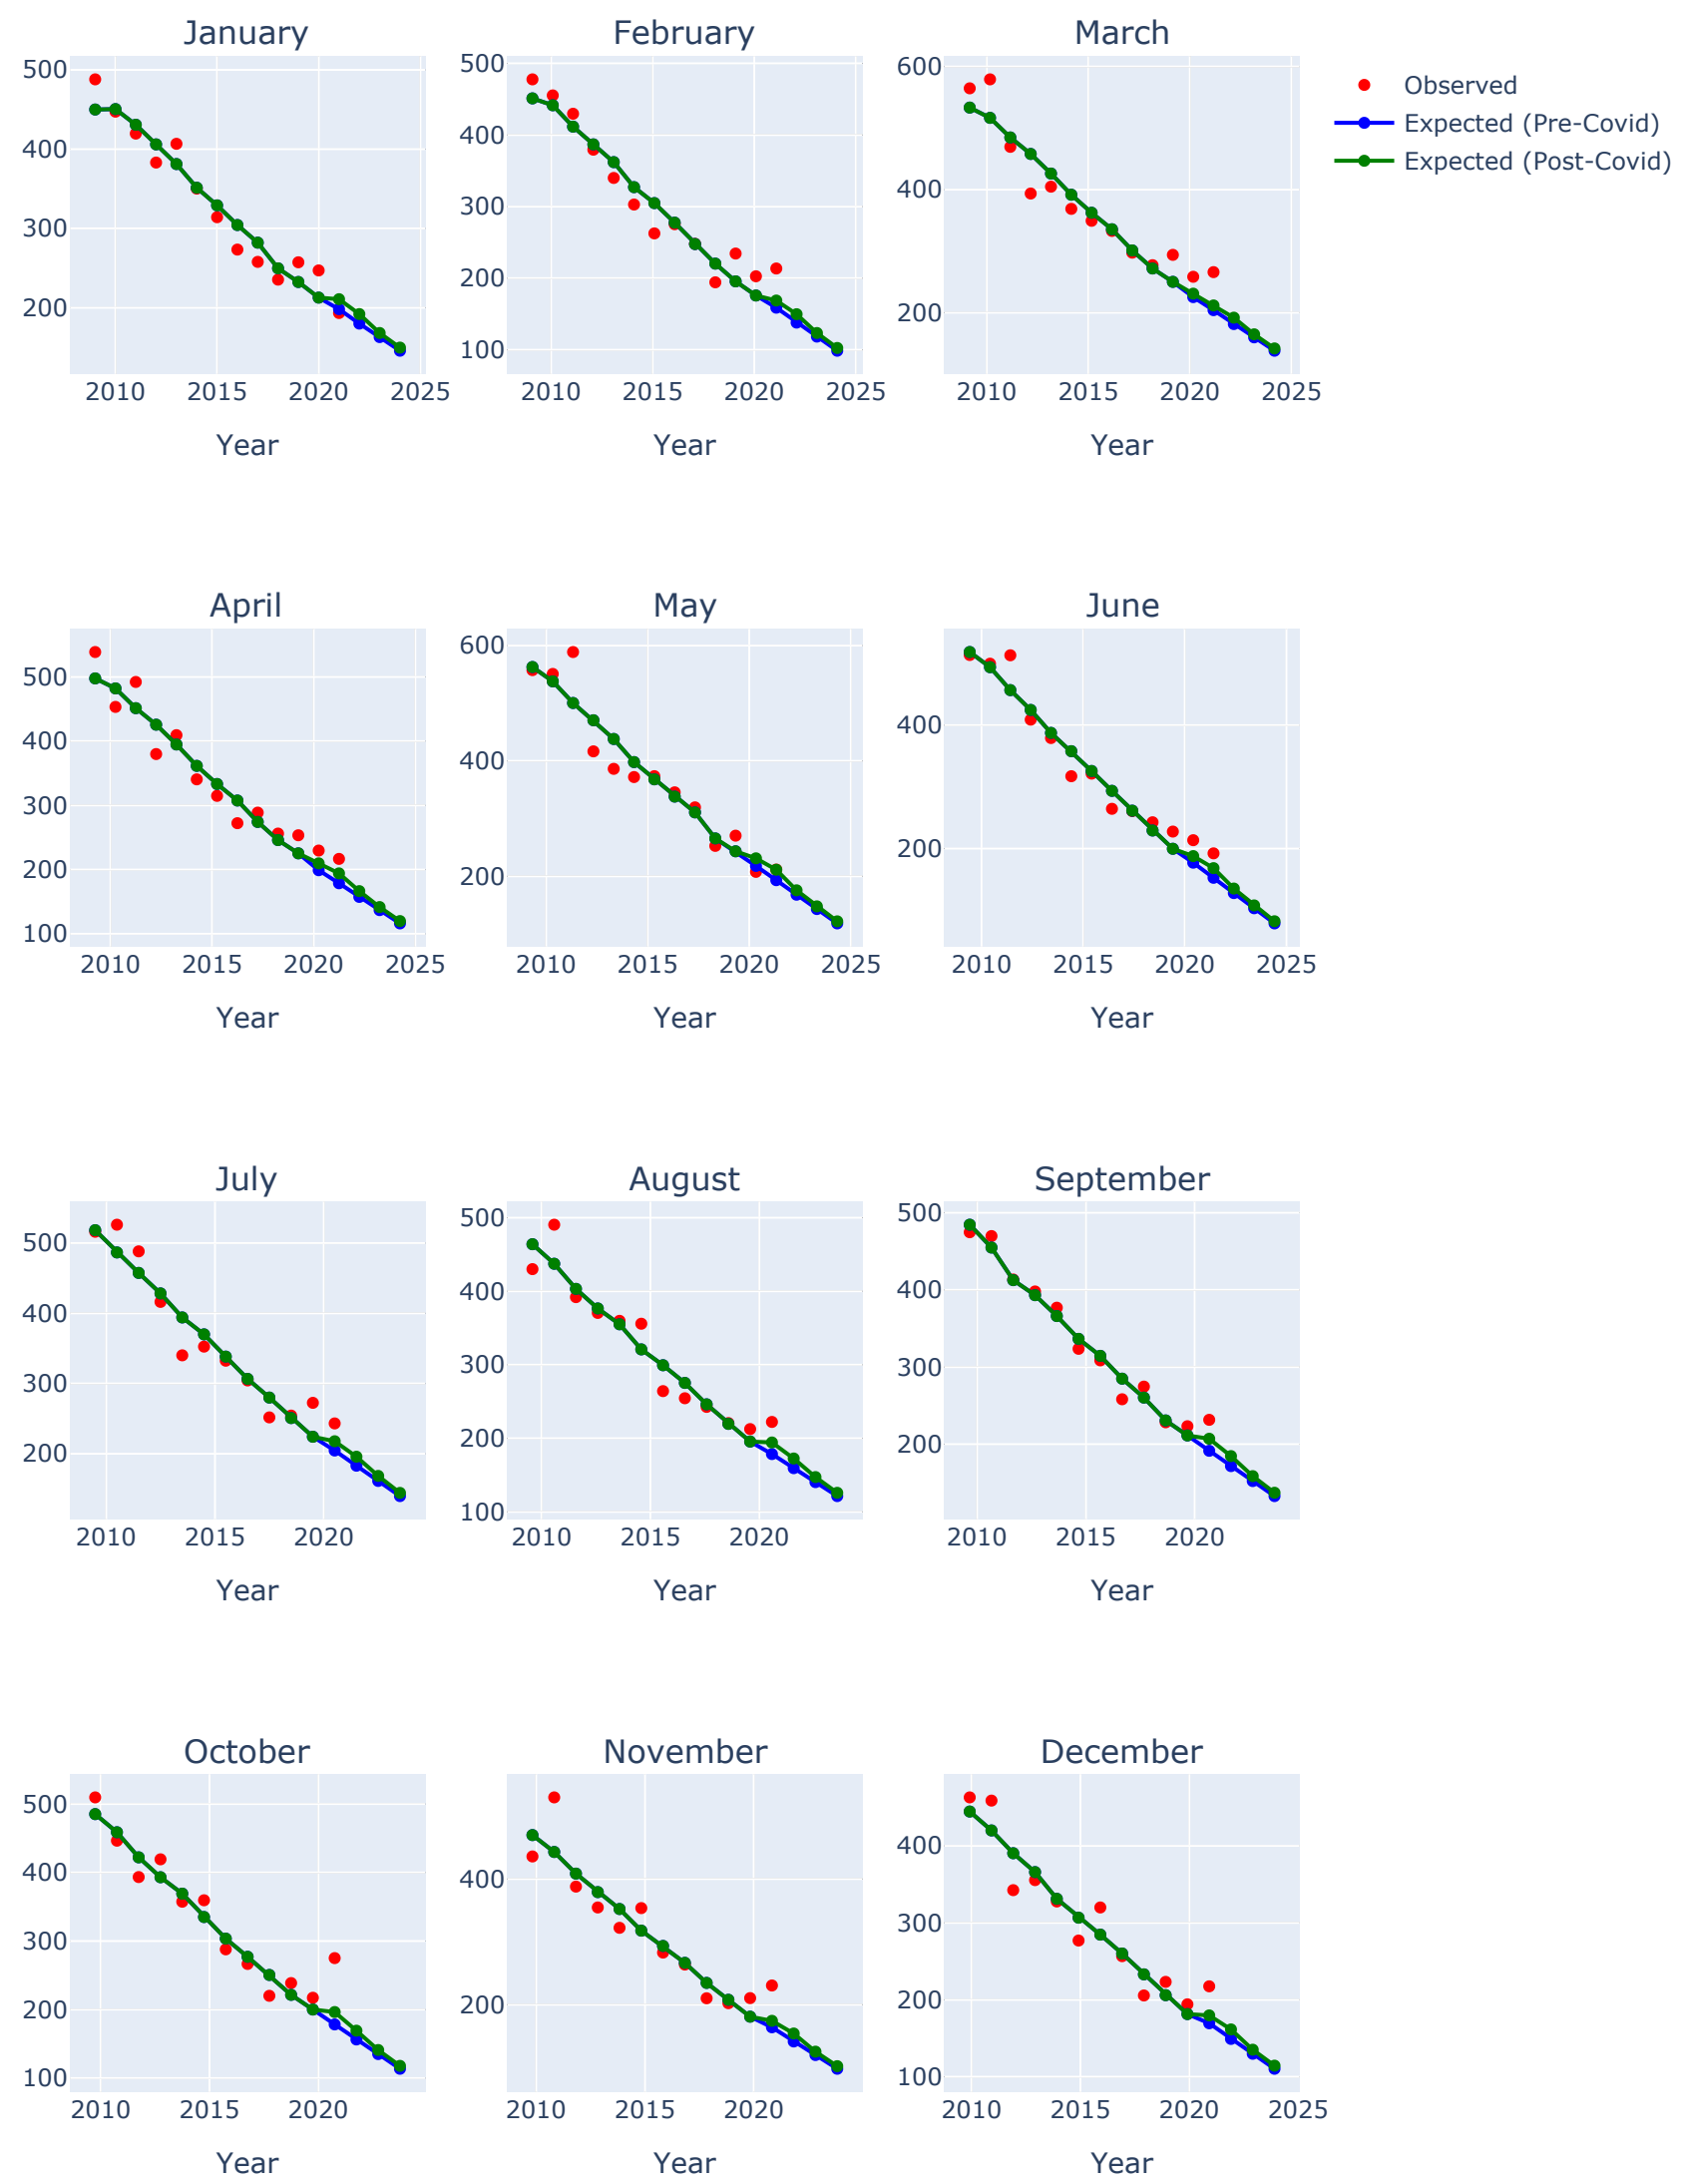 January February March
500
400
300
200
2010 2015 2020 2025
Year
500
400
300
200
100
2010 2015 2020 2025
Year
600
400
200
2010 2015 2020 2025
Year
Observed
Expected (Pre-Covid)
Expected (Post-Covid)
April May June
500
400
300
200
100
2010 2015 2020 2025
Year
600
400
200
2010 2015 2020 2025
Year
400
200
2010 2015 2020 2025
Year
July August September
500
400
300
200
2010 2015 2020
Year
500
400
300
200
100
2010 2015 2020
Year
500
400
300
200
2010 2015 2020
Year
October November December
500
400
300
200
100
2010 2015 2020
Year
400
200
2010 2015 2020
Year
400
300
200
100
2010 2015 2020 2025
Year